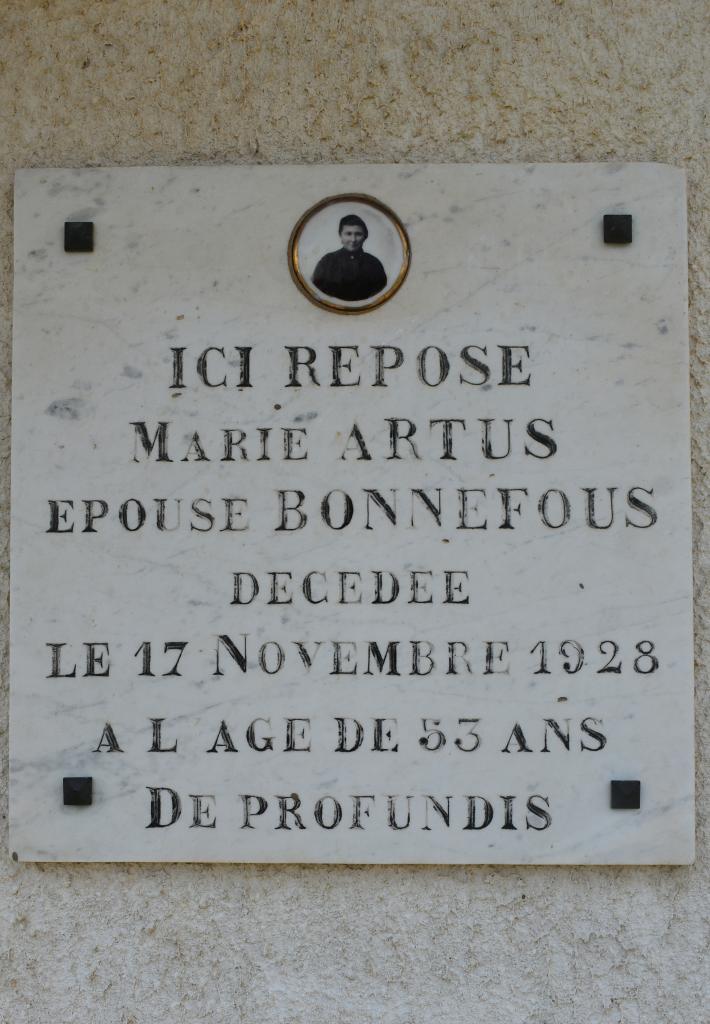 ICI REPOSE
MARIE ARTUS
EPOUSE BONNEFOUS
DECEDEE
LE 17 NOVEMBRE 1928
A L AGE DE 53 ANS
DE PROFUNDIS